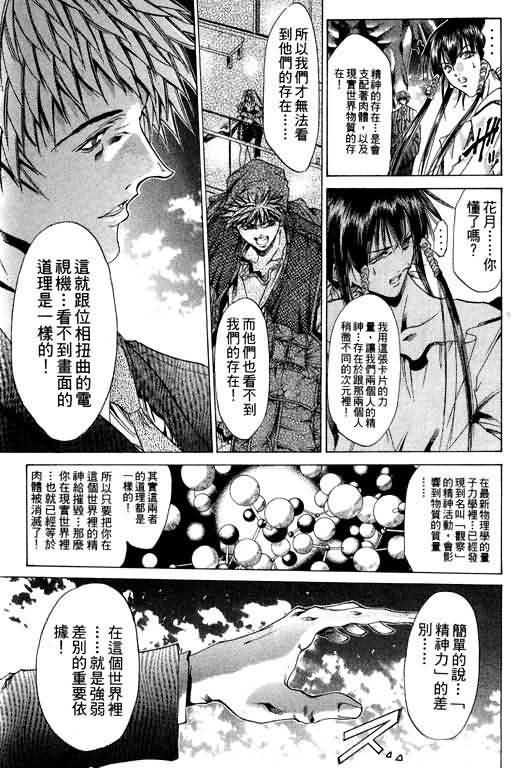 ……
精神的存在…是會
支配著肉體，以及
現實世界物質的存
在！
花月……你
懂了嗎？
我用這張卡片的力
量，讓我們兩個人的精
神…存在於跟那兩個人
稍微不同的次元裡！
所以我們才無法看
到他們的存在……
而他們也看不到
我們的存在！
這就跟位相扭曲的電
視機…看不到畫面的
道理是一樣的！
在最新物理學的量
子力學裡…已經發
現到名叫「觀察」
的精神活動，會影
響到物質的質量
……
其實這兩者
的道理都是
一樣的！
所以只要把你在
這個世界裡的精
神給摧毀…那麼
你在現實世界裡
…也就已經等於
肉體被消滅了！
簡單的說…「
精神力」的差
別……
在這個世界裡
……就是強弱
差別的重要依
據！
ス…